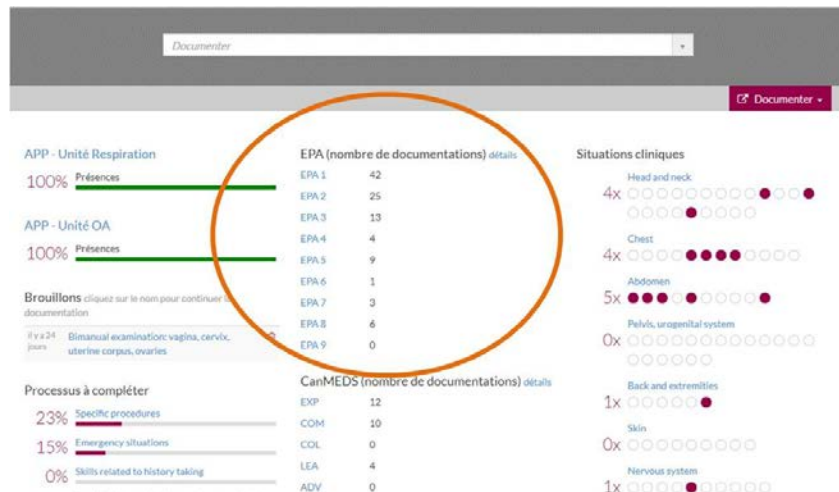 Documenter
Documenter
APP - Unité Respiration
100% Présences
APP - Unité OA
100% Présences
Brouillons cliquez sur le nom pour continuer la
documentation
il y a 24
jours
Bimanual examination: vagina, cervix,
uterine corpus, ovaries
Processus à compléter
23% Specific procedures
15% Emergency situations
0% Skills related to history taking
EPA (nombre de documentations) détails
EPA 1 42
EPA 2 25
EPA 3 13
EPA 4 4
EPA 5 9
EPA 6 1
EPA 7 3
EPA 8 6
EPA 9 0
CanMEDS (nombre de documentations) détails
EXP 12
COM 10
COL 0
LEA 4
ADV 0
Situations cliniques
Head and neck
4x
Chest
4x
Abdomen
5x
Pelvis, urogenital system
0x
Back and extremities
1x
Skin
0x
Nervous system
1x